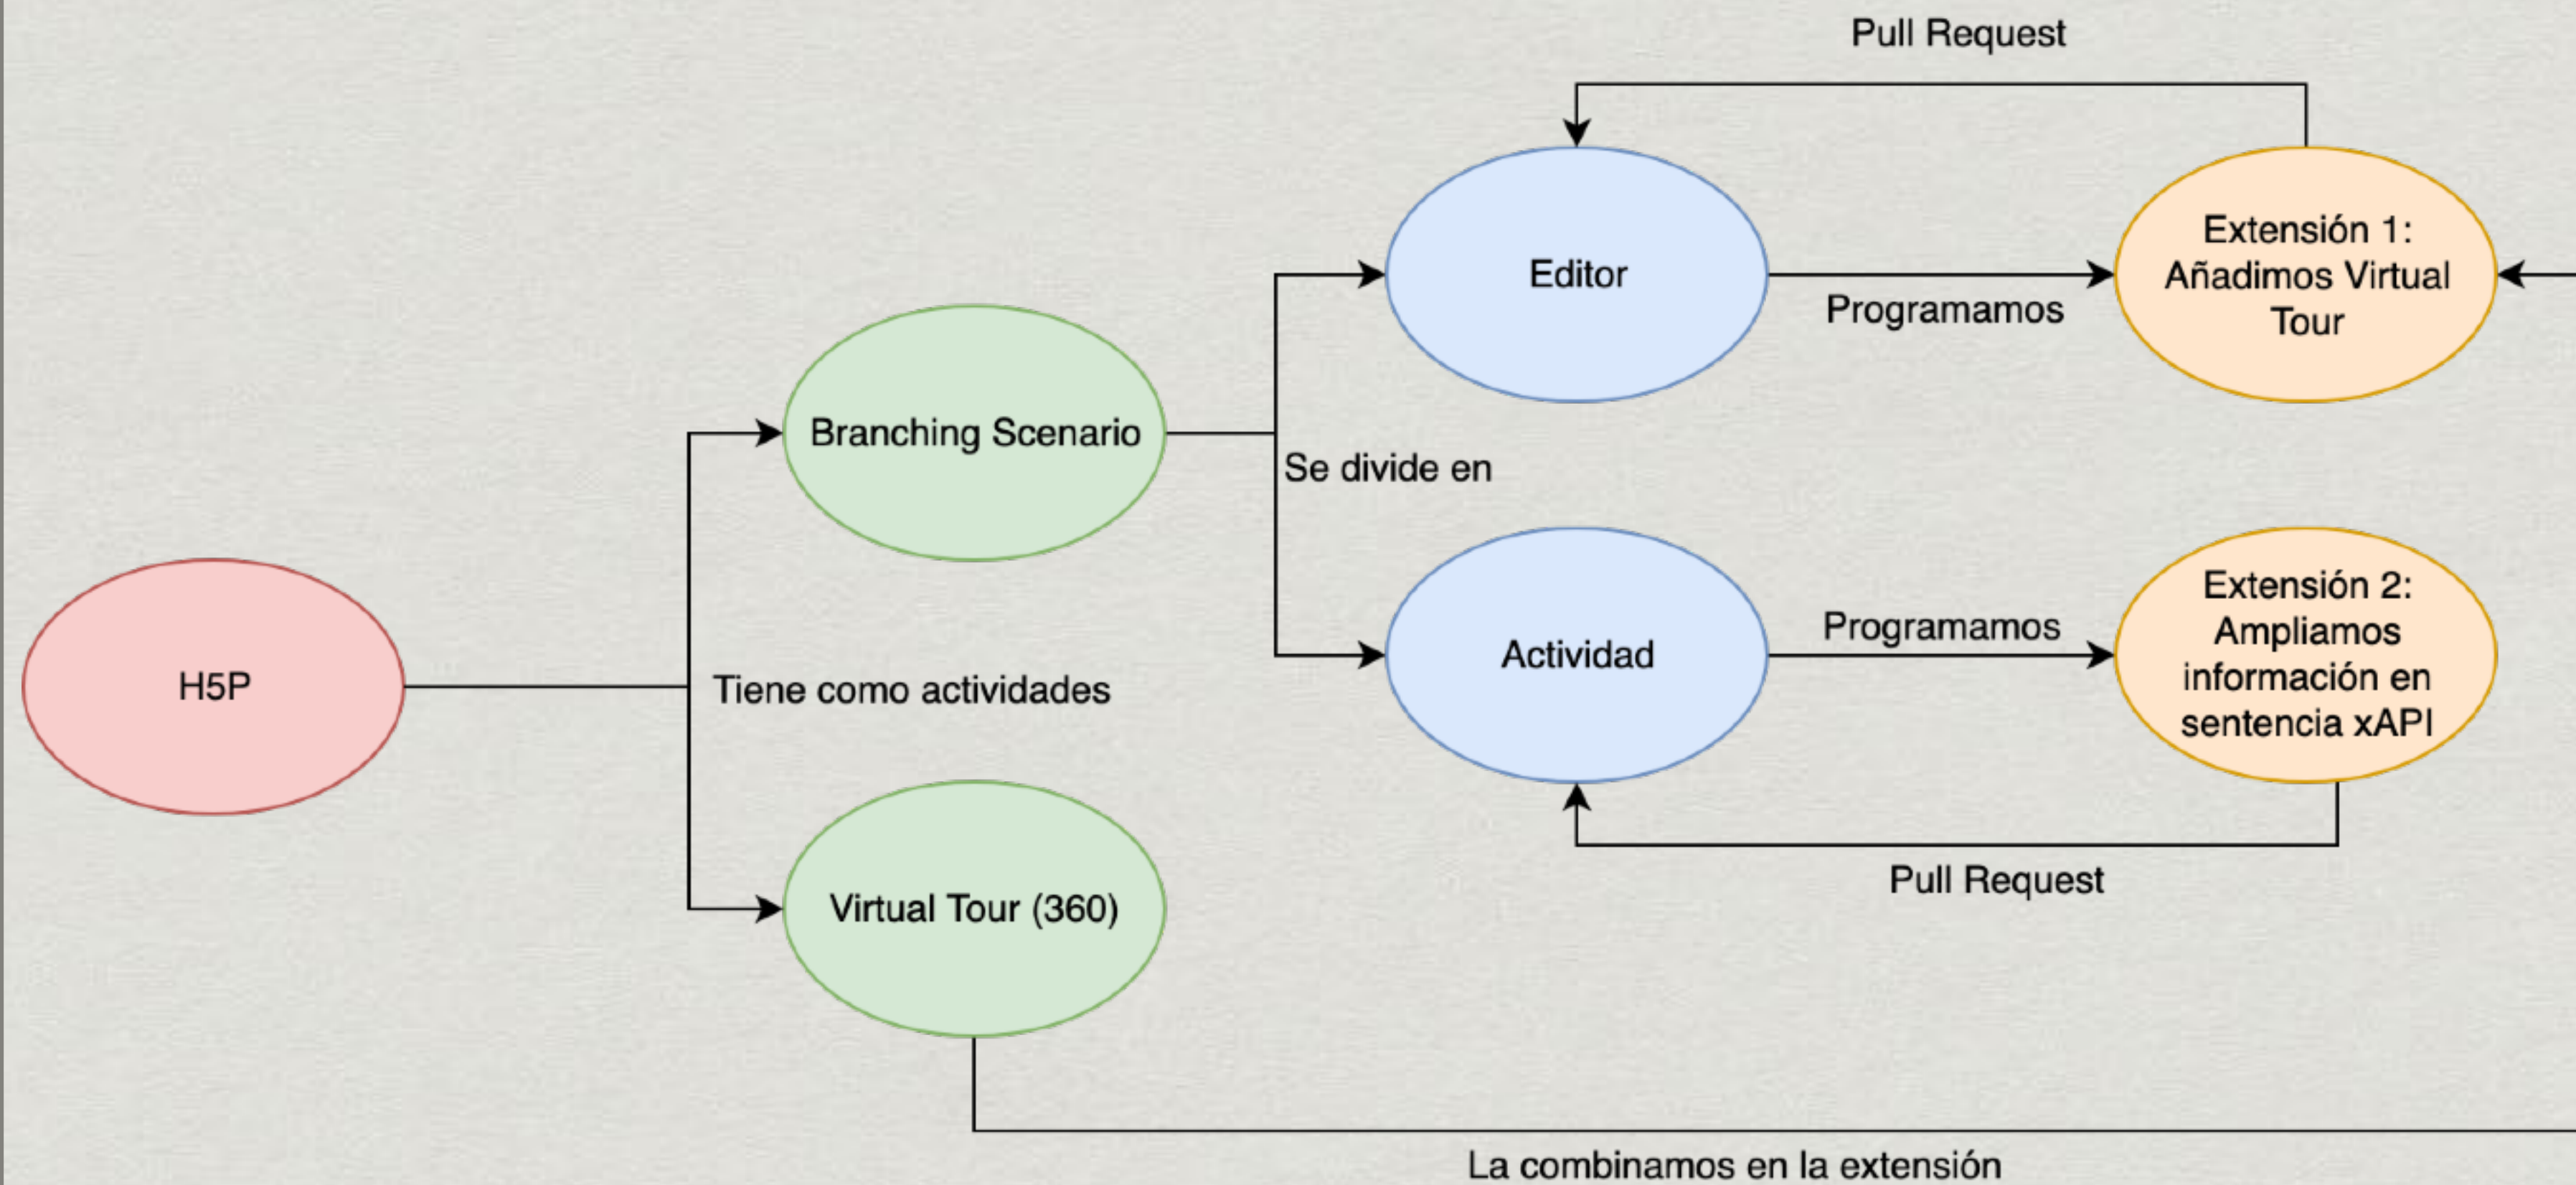 Pull Request
Editor
Programamos
Extensión 1:
Añadimos Virtual
Tour
Branching Scenario
Se divide en
H5P
Tiene como actividades
Actividad
Programamos
Extensión 2:
Ampliamos
información en
sentencia xAPI
Virtual Tour (360)
Pull Request
La combinamos en la extensión